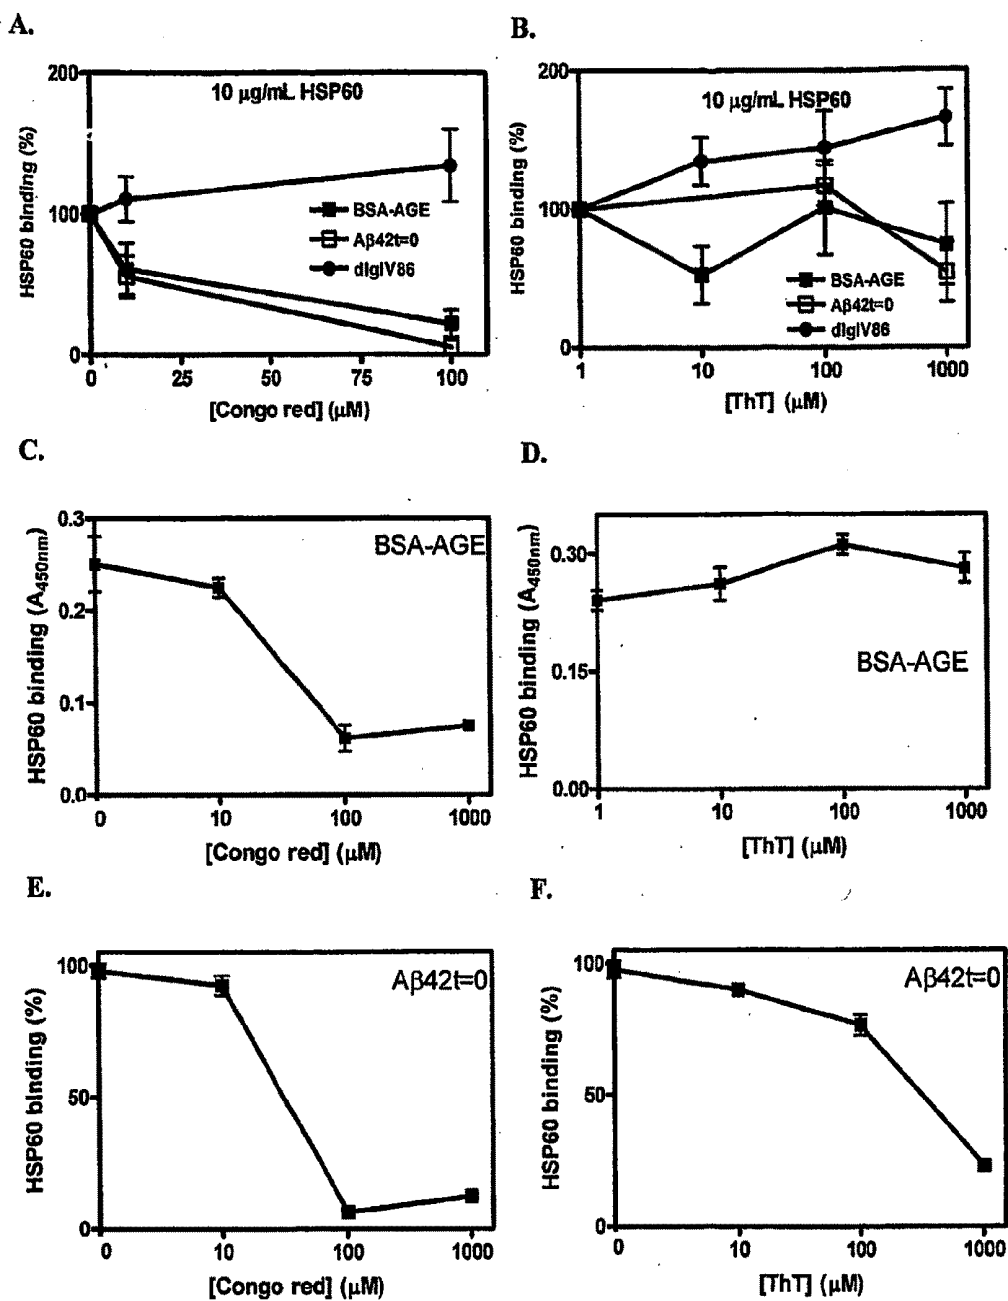 A.
200
100
0
HSP60 binding (%)
10 µg/mL HSP60
BSA-AGE
Aβ42t=0
dIgIV86
0 25 50 75 100
[Congo red] (µM)
B.
200
100
0
HSP60 binding (%)
10 µg/mL HSP60
BSA-AGE
Aβ42t=0
dIgIV86
1 10 100 1000
[ThT] (µM)
C.
0.3
0.2
0.1
0.0
HSP60 binding (A450nm)
BSA-AGE
0 10 100 1000
[Congo red] (µM)
D.
0.30
0.15
0.00
HSP60 binding (A450nm)
BSA-AGE
1 10 100 1000
[ThT] (µM)
E.
100
50
0
HSP60 binding (%)
Aβ42t=0
0 10 100 1000
[Congo red] (µM)
F.
100
50
0
HSP60 binding (%)
Aβ42t=0
0 10 100 1000
[ThT] (µM)